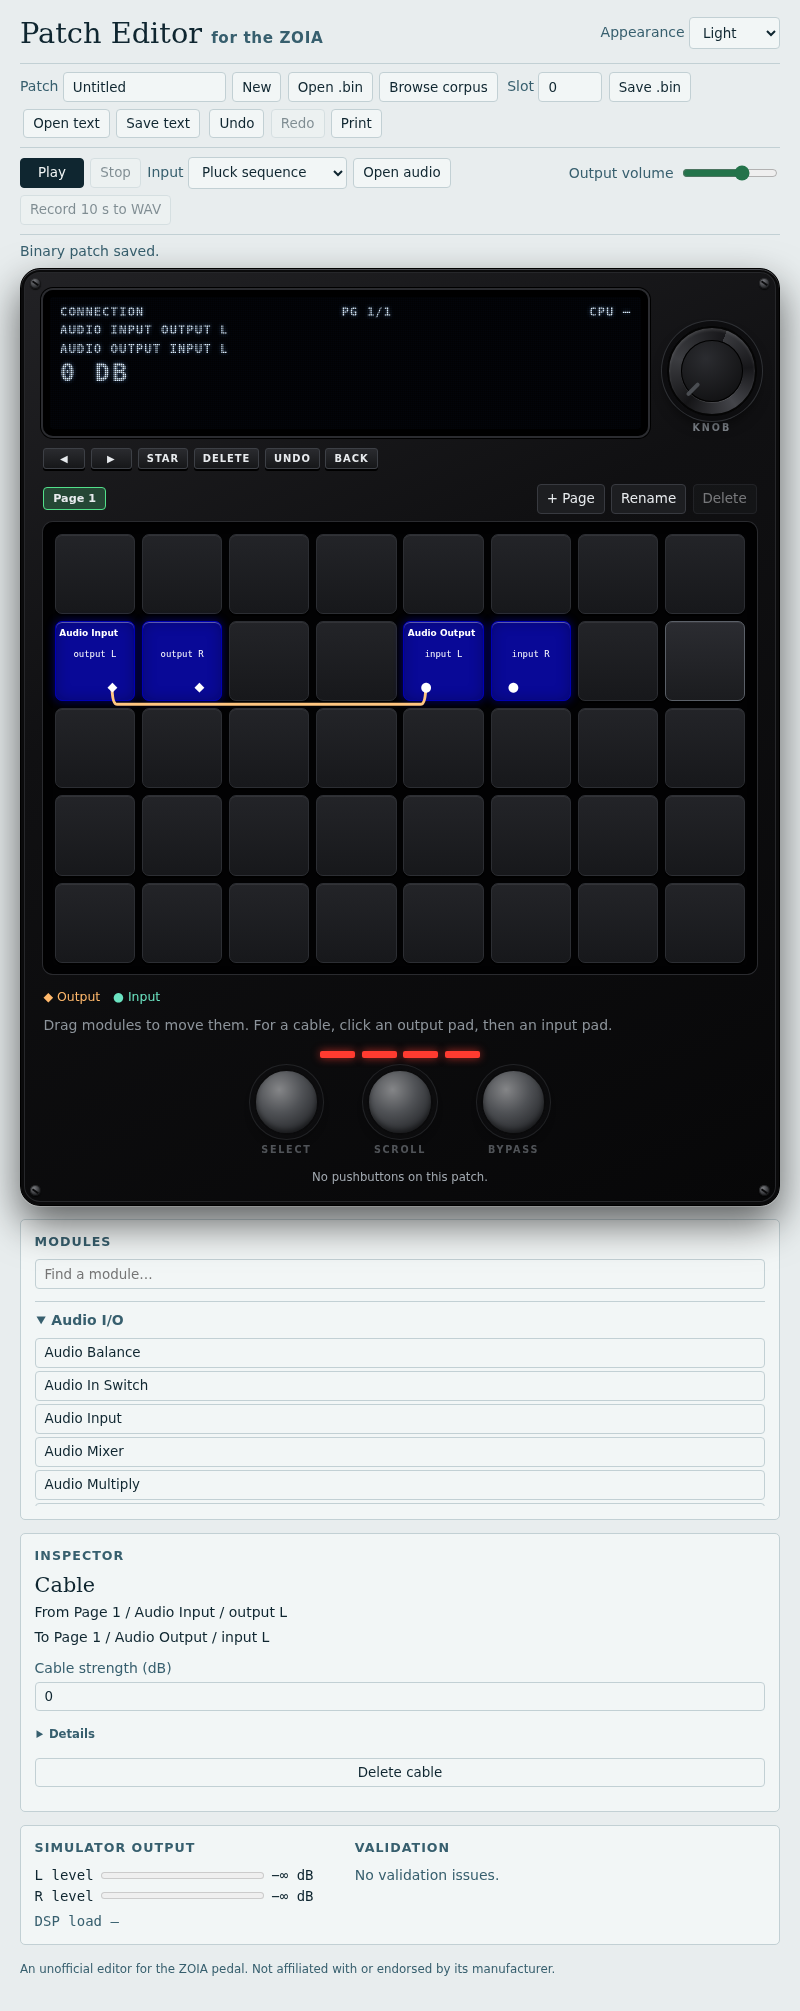 Patch Editor for the ZOIA
Appearance Light
Patch Untitled New Open .bin Browse corpus Slot 0 Save .bin
Open text Save text Undo Redo Print
Play Stop Input Pluck sequence Open audio Output volume
Record 10 s to WAV
Binary patch saved.
CONNECTION PG 1/1 CPU —
AUDIO INPUT OUTPUT L
AUDIO OUTPUT INPUT L
0 DB
KNOB
◀ ▶ STAR DELETE UNDO BACK
Page 1 + Page Rename Delete
Audio Input Audio Output
output L output R input L input R
◆ Output ● Input
Drag modules to move them. For a cable, click an output pad, then an input pad.
SELECT SCROLL BYPASS
No pushbuttons on this patch.
MODULES
Find a module...
▼ Audio I/O
Audio Balance
Audio In Switch
Audio Input
Audio Mixer
Audio Multiply
INSPECTOR
Cable
From Page 1 / Audio Input / output L
To Page 1 / Audio Output / input L
Cable strength (dB)
0
▶ Details
Delete cable
SIMULATOR OUTPUT
L level −∞ dB
R level −∞ dB
DSP load —
VALIDATION
No validation issues.
An unofficial editor for the ZOIA pedal. Not affiliated with or endorsed by its manufacturer.